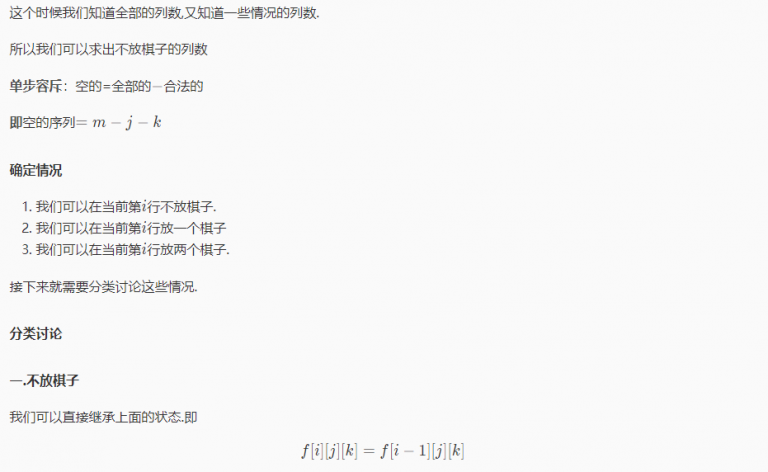 这个时候我们知道全部的列数,又知道一些情况的列数.
所以我们可以求出不放棋子的列数
单步容斥：空的=全部的−合法的
即空的序列= m − j − k
确定情况
1. 我们可以在当前第i行不放棋子.
2. 我们可以在当前第i行放一个棋子
3. 我们可以在当前第i行放两个棋子.
接下来就需要分类讨论这些情况.
分类讨论
一.不放棋子
我们可以直接继承上面的状态.即
f[i][j][k] = f[i − 1][j][k]